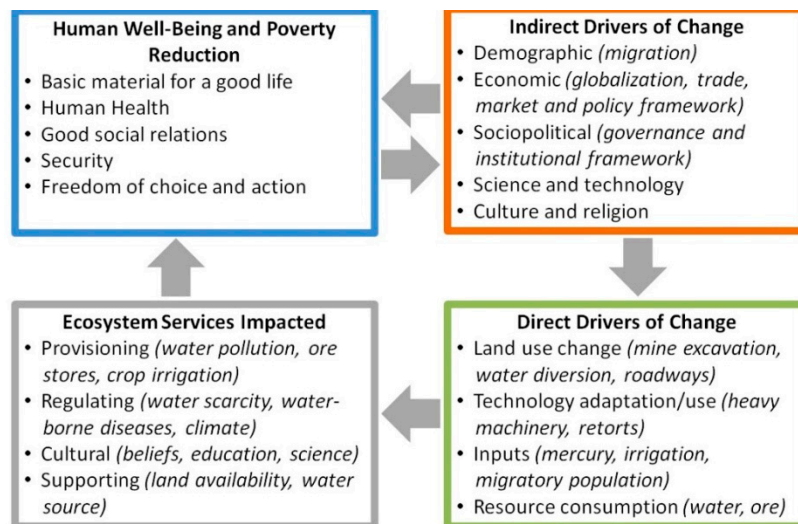 Human Well-Being and Poverty
Reduction
• Basic material for a good life
• Human Health
• Good social relations
• Security
• Freedom of choice and action
Indirect Drivers of Change
• Demographic (migration)
• Economic (globalization, trade,
market and policy framework)
• Sociopolitical (governance and
institutional framework)
• Science and technology
• Culture and religion
Ecosystem Services Impacted
• Provisioning (water pollution, ore
stores, crop irrigation)
• Regulating (water scarcity, water-
borne diseases, climate)
• Cultural (beliefs, education, science)
• Supporting (land availability, water
source)
Direct Drivers of Change
• Land use change (mine excavation,
water diversion, roadways)
• Technology adaptation/use (heavy
machinery, retorts)
• Inputs (mercury, irrigation,
migratory population)
• Resource consumption (water, ore)